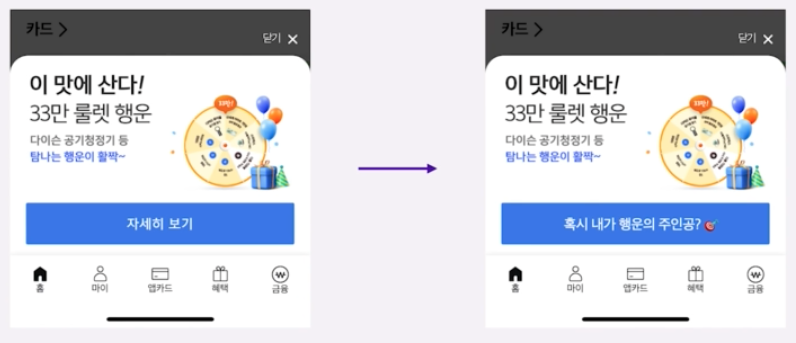 카드 >
닫기 ×
이 맛에 산다!
33만 룰렛 행운
다이슨 공기청정기 등
탐나는 행운이 활짝~
33만!
자세히 보기
홈 마이 앱카드 혜택 금융
카드 >
닫기 ×
이 맛에 산다!
33만 룰렛 행운
다이슨 공기청정기 등
탐나는 행운이 활짝~
33만!
혹시 내가 행운의 주인공? 🎯
홈 마이 앱카드 혜택 금융